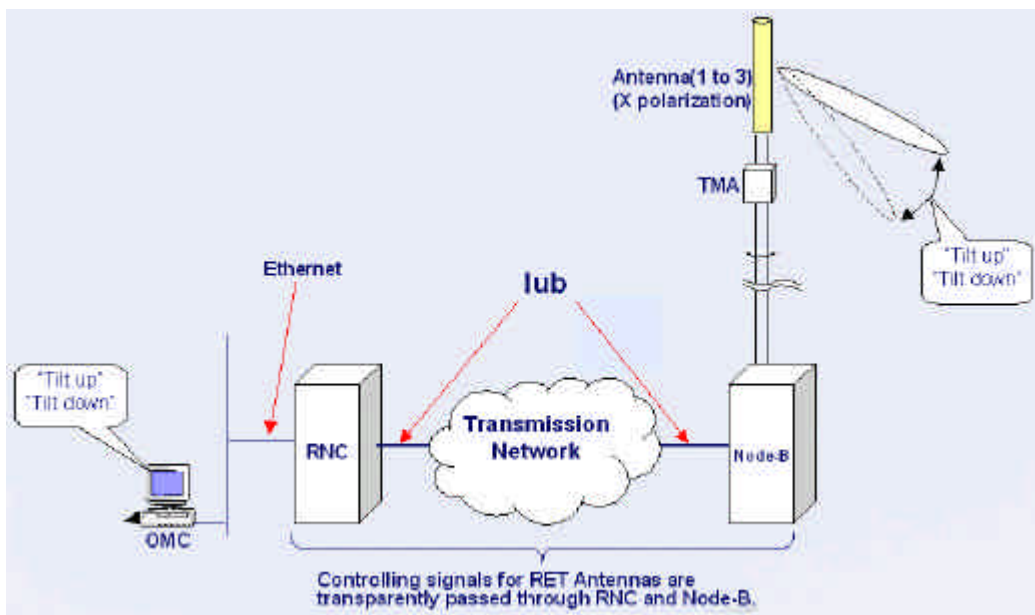 Antenna(1 to 3)
(X polarization)
TMA
"Tilt up"
"Tilt down"
Ethernet
Iub
"Tilt up"
"Tilt down"
RNC
Transmission
Network
Node-B
OMC
Controlling signals for RET Antennas are
transparently passed through RNC and Node-B.